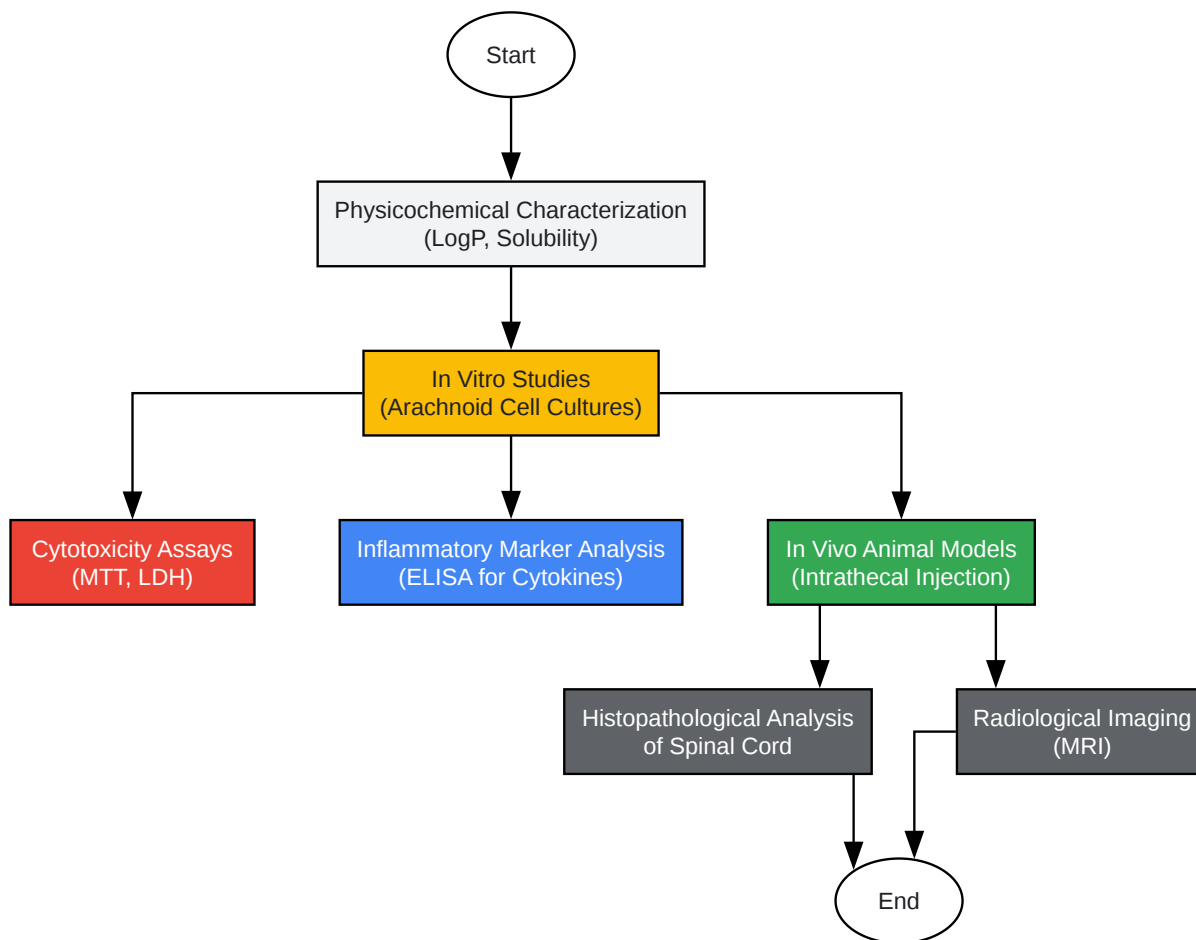 Start
Physicochemical Characterization
(LogP, Solubility)
In Vitro Studies
(Arachnoid Cell Cultures)
Cytotoxicity Assays
(MTT, LDH)
Inflammatory Marker Analysis
(ELISA for Cytokines)
In Vivo Animal Models
(Intrathecal Injection)
Histopathological Analysis
of Spinal Cord
Radiological Imaging
(MRI)
End